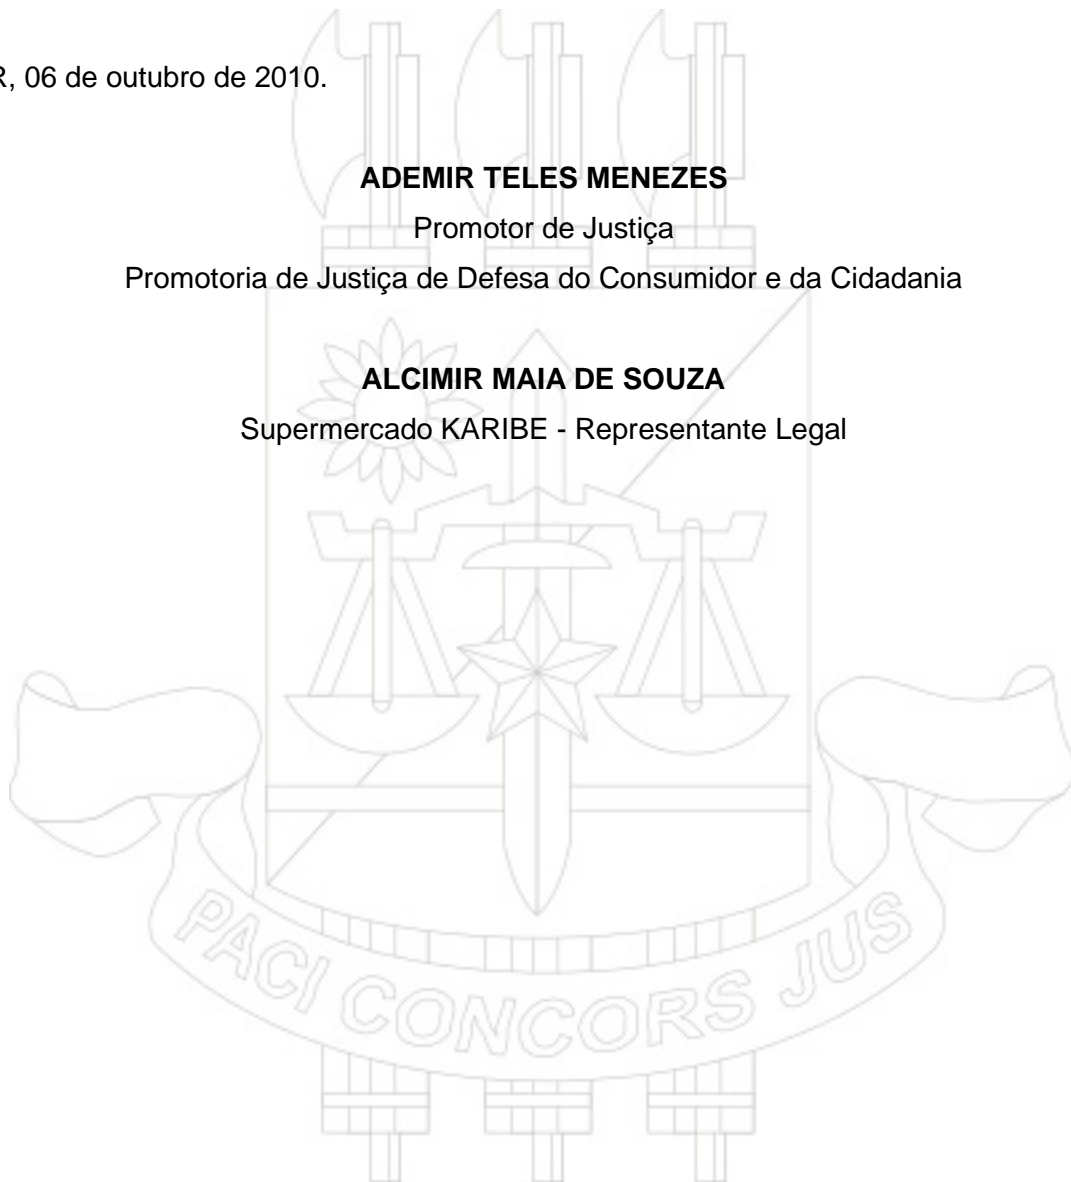 R, 06 de outubro de 2010.
ADEMIR TELES MENEZES
Promotor de Justiça
Promotoria de Justiça de Defesa do Consumidor e da Cidadania
ALCIMIR MAIA DE SOUZA
Supermercado KARIBE - Representante Legal
PACI CONCORS JUS